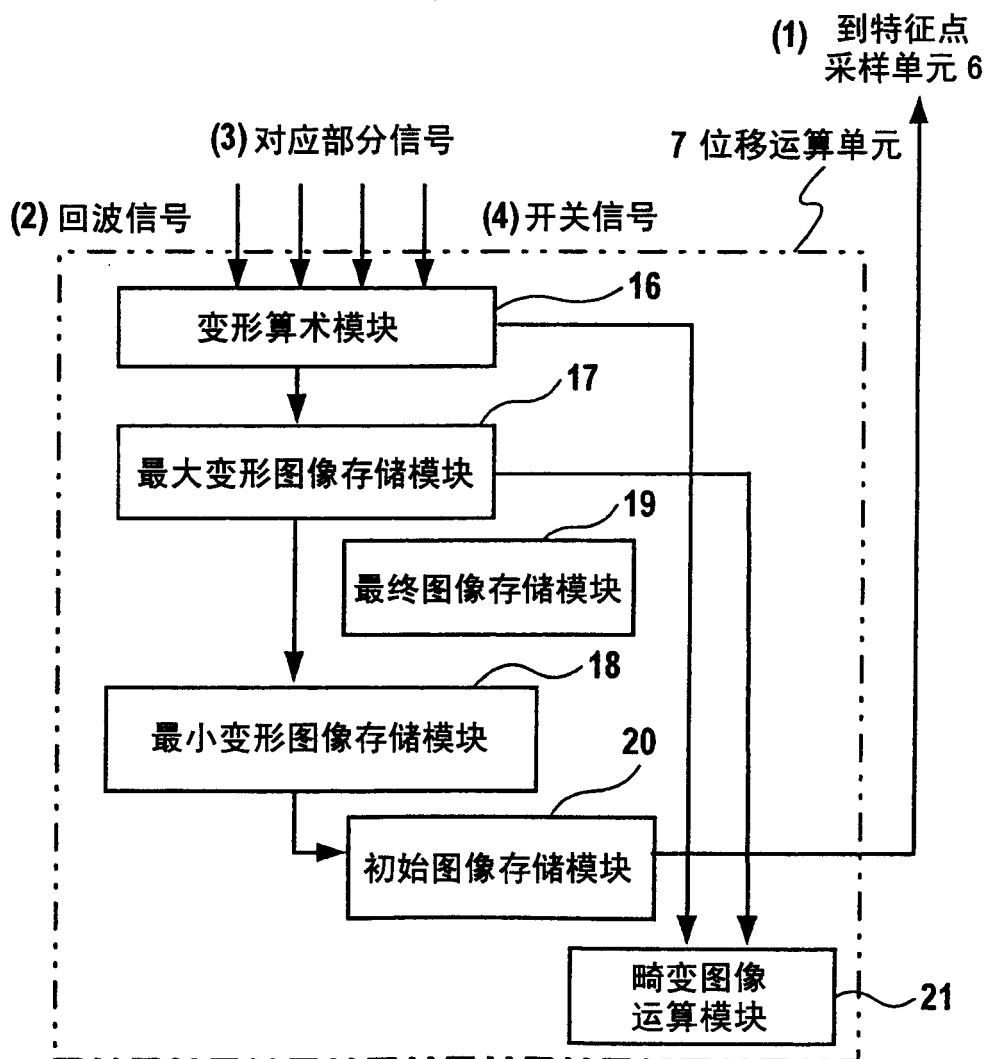 (1) 到特征点
采样单元 6
(3) 对应部分信号
7 位移运算单元
(2) 回波信号
(4) 开关信号
16
变形算术模块
17
最大变形图像存储模块
19
最终图像存储模块
18
最小变形图像存储模块
20
初始图像存储模块
畸变图像
运算模块
21